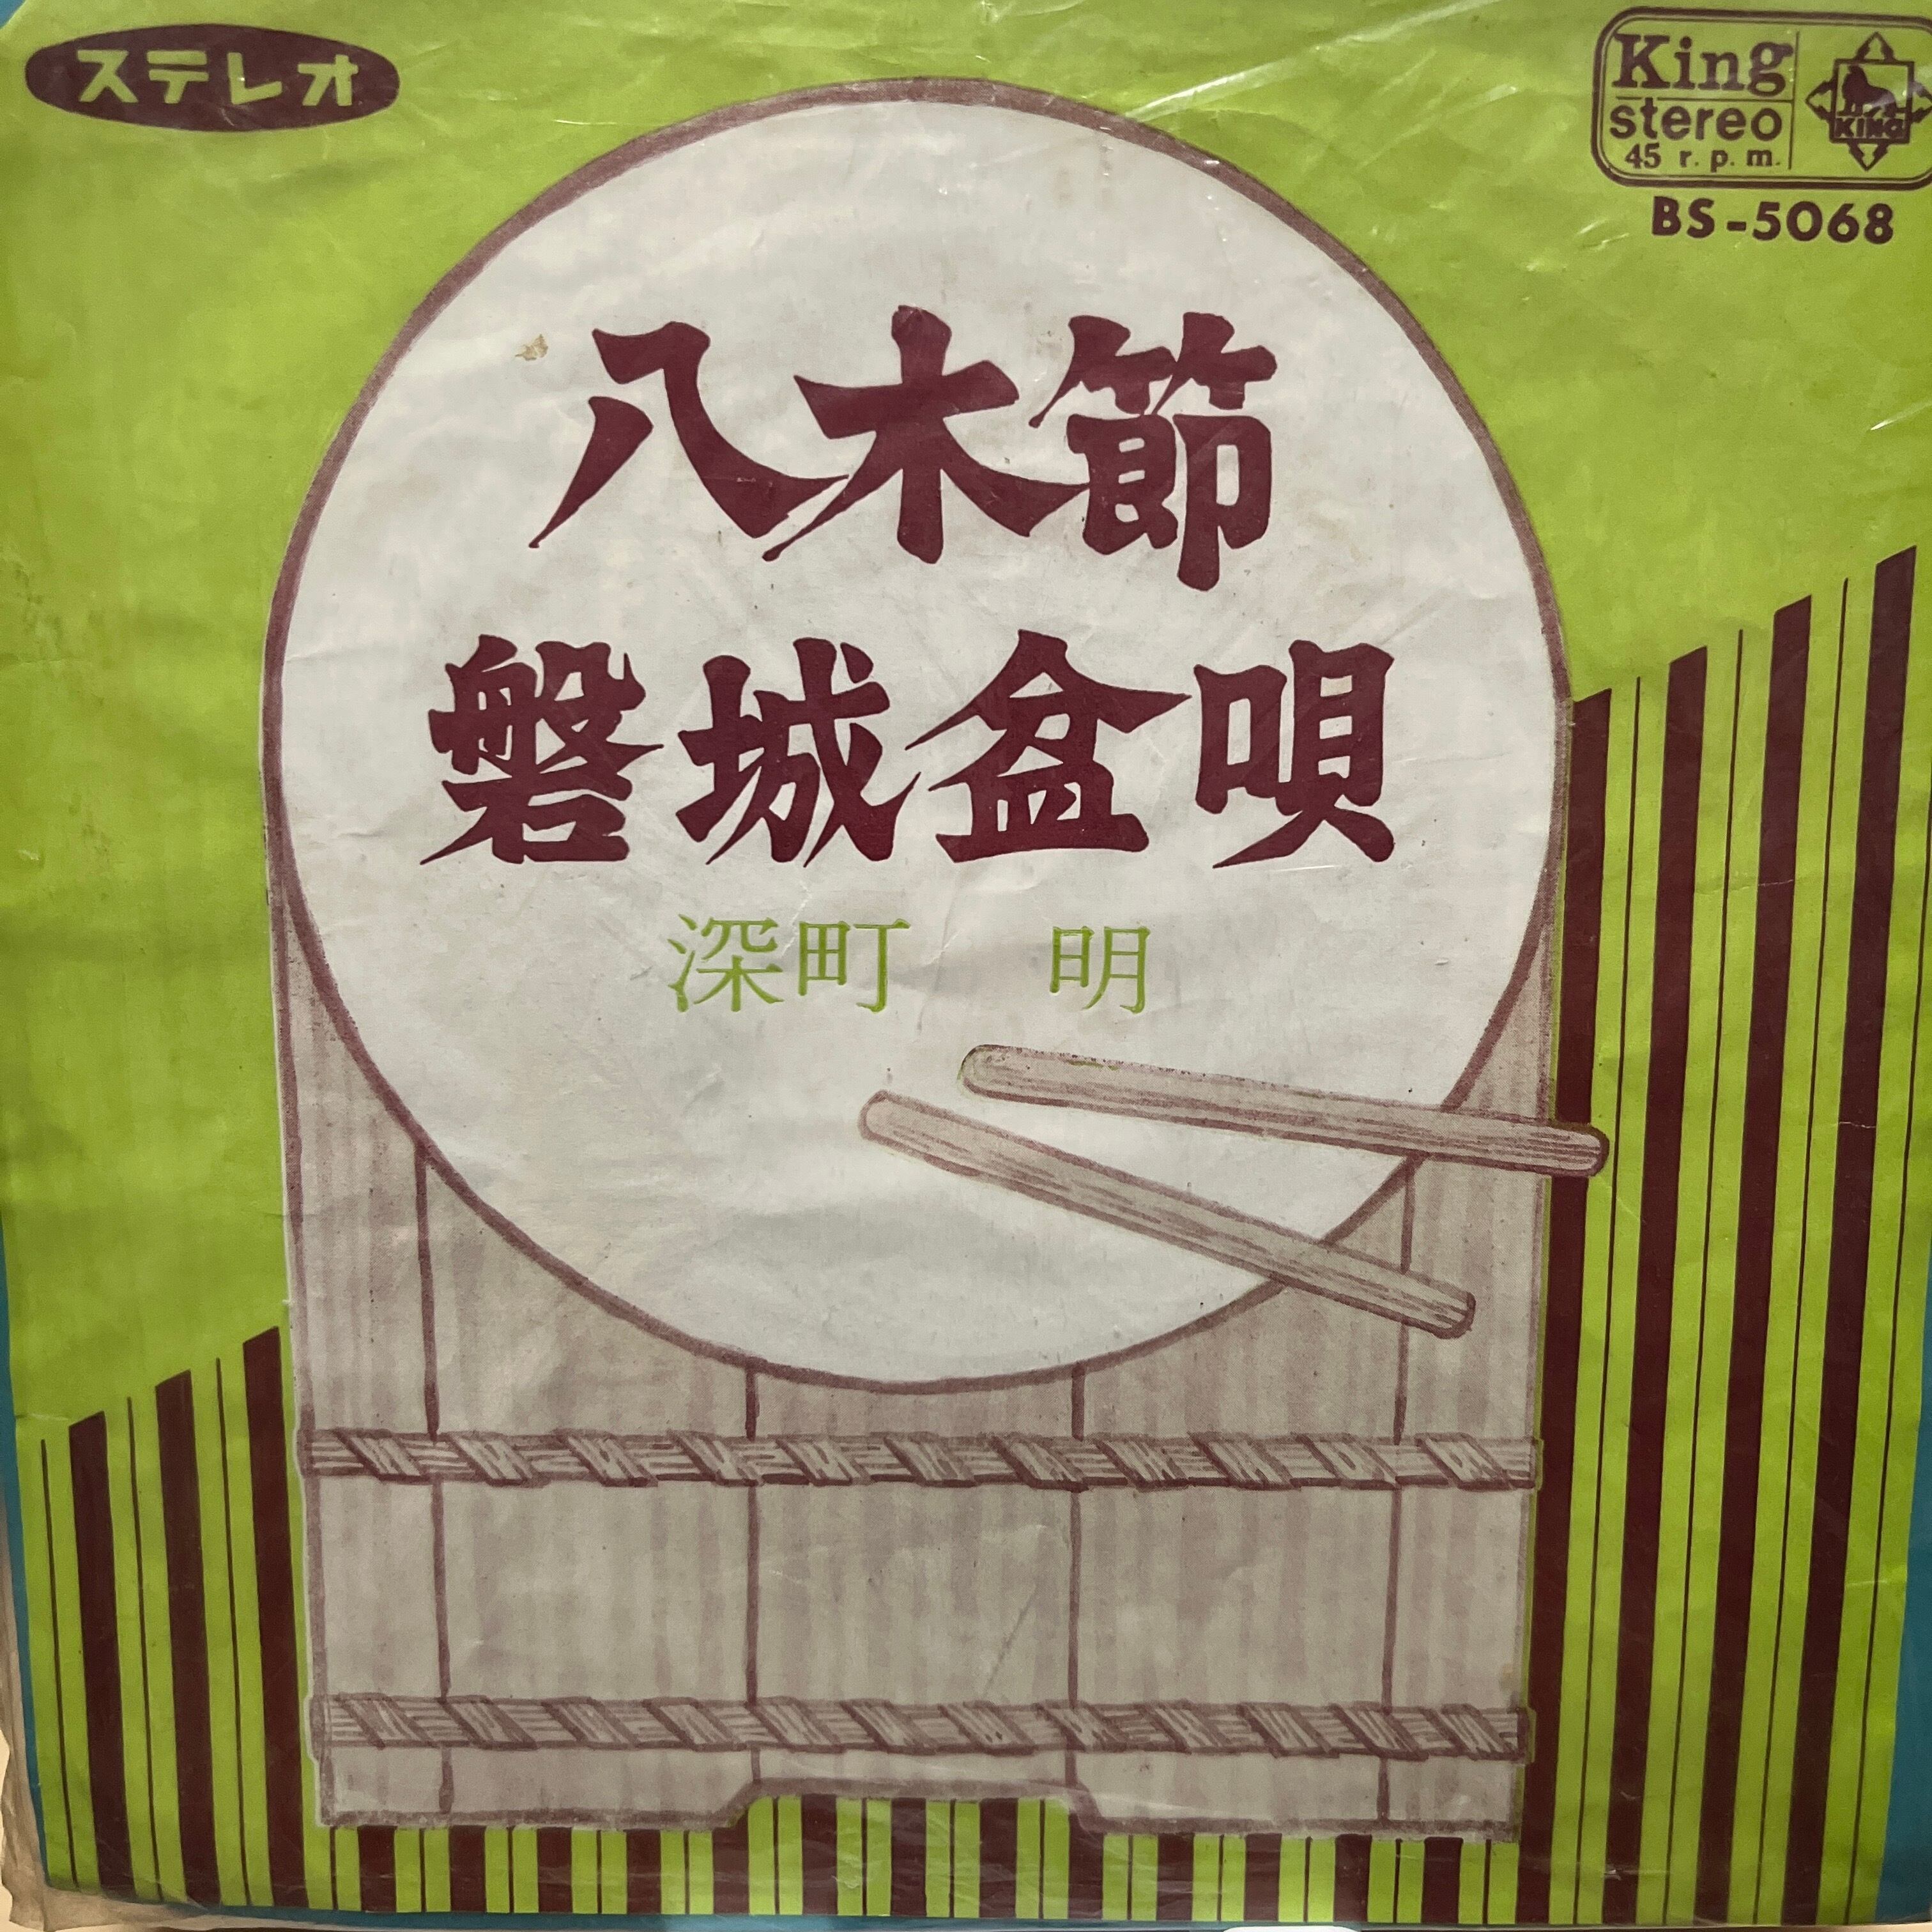 ステレオ
King
stereo
45 r.p.m.
KING
BS-5068
八木節
磐城盆唄
深町 明